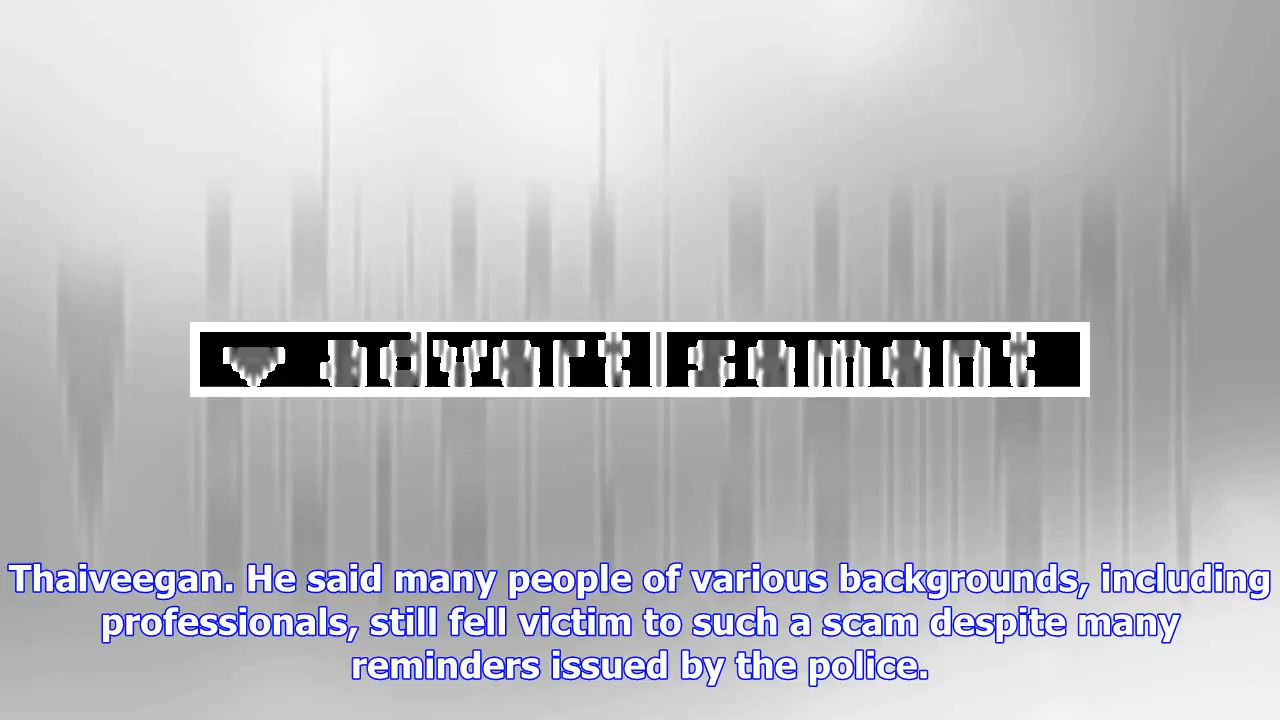 advertisement
Thaiveegan. He said many people of various backgrounds, including
professionals, still fell victim to such a scam despite many
reminders issued by the police.